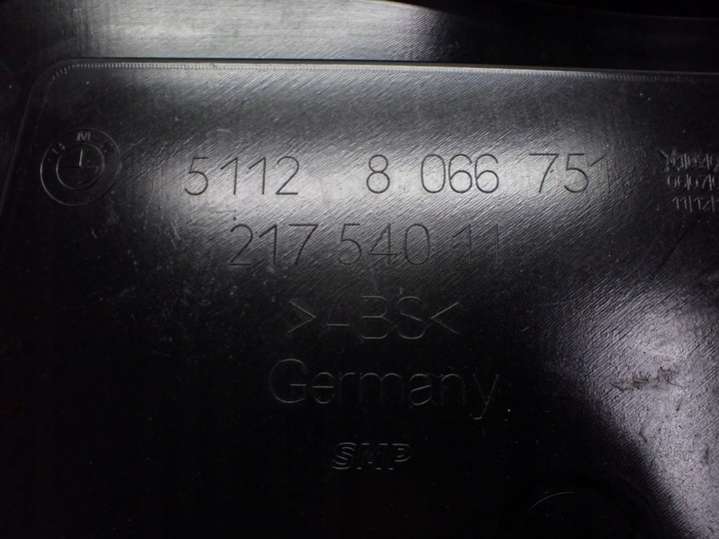 5112 8 066 751
217 540 11
>ABS<
Germany
SMP